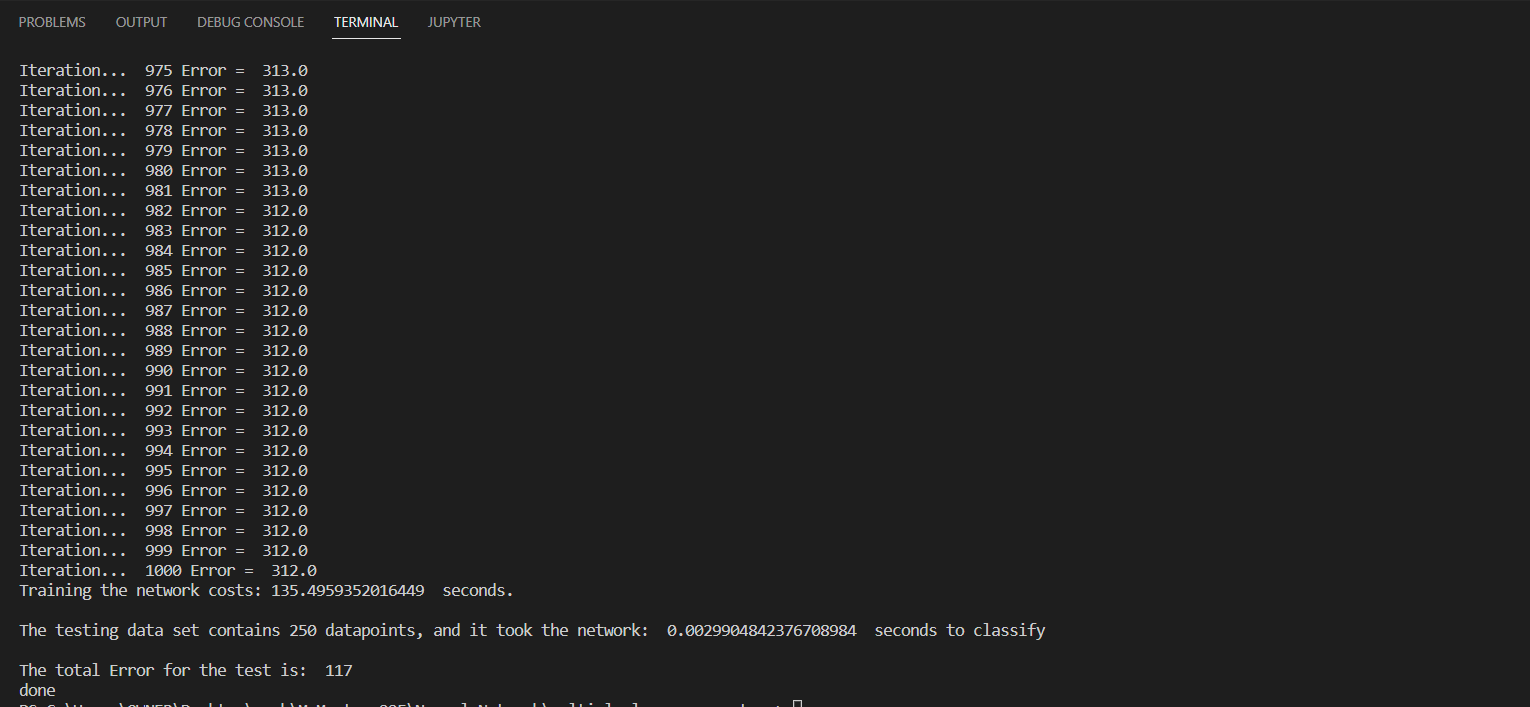 PROBLEMS OUTPUT DEBUG CONSOLE TERMINAL JUPYTER
Iteration... 975 Error = 313.0
Iteration... 976 Error = 313.0
Iteration... 977 Error = 313.0
Iteration... 978 Error = 313.0
Iteration... 979 Error = 313.0
Iteration... 980 Error = 313.0
Iteration... 981 Error = 313.0
Iteration... 982 Error = 312.0
Iteration... 983 Error = 312.0
Iteration... 984 Error = 312.0
Iteration... 985 Error = 312.0
Iteration... 986 Error = 312.0
Iteration... 987 Error = 312.0
Iteration... 988 Error = 312.0
Iteration... 989 Error = 312.0
Iteration... 990 Error = 312.0
Iteration... 991 Error = 312.0
Iteration... 992 Error = 312.0
Iteration... 993 Error = 312.0
Iteration... 994 Error = 312.0
Iteration... 995 Error = 312.0
Iteration... 996 Error = 312.0
Iteration... 997 Error = 312.0
Iteration... 998 Error = 312.0
Iteration... 999 Error = 312.0
Iteration... 1000 Error = 312.0
Training the network costs: 135.4959352016449 seconds.
The testing data set contains 250 datapoints, and it took the network: 0.0029904842376708984 seconds to classify
The total Error for the test is: 117
done